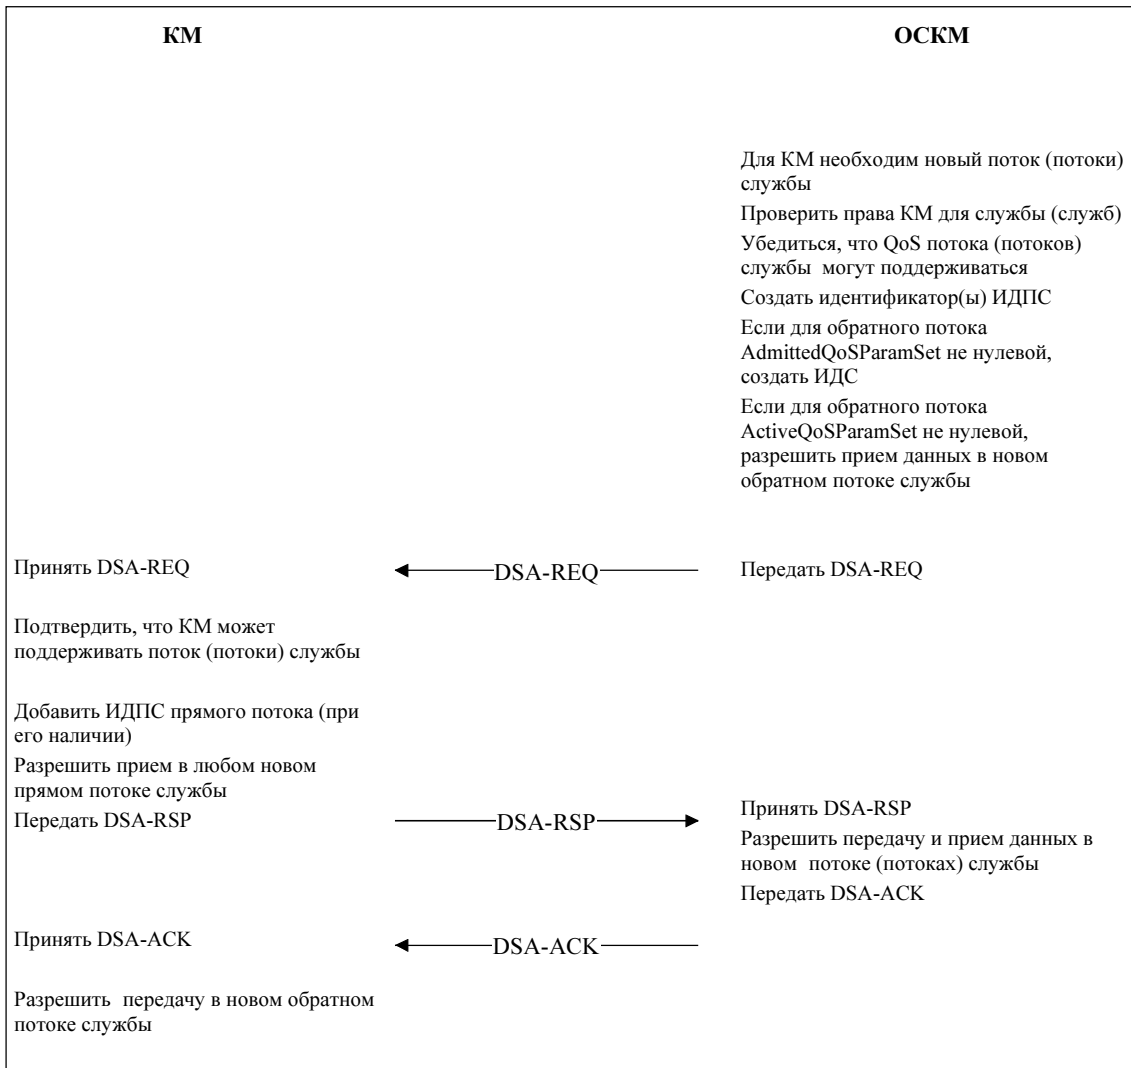 КМ
ОСКМ
Для КМ необходим новый поток (потоки)
службы
Проверить права КМ для службы (служб)
Убедиться, что QoS потока (потоков)
службы могут поддерживаться
Создать идентификатор(ы) ИДПС
Если для обратного потока
AdmittedQoSParamSet не нулевой,
создать ИДС
Если для обратного потока
ActiveQoSParamSet не нулевой,
разрешить прием данных в новом
обратном потоке службы
Принять DSA-REQ
DSA-REQ
Передать DSA-REQ
Подтвердить, что КМ может
поддерживать поток (потоки) службы
Добавить ИДПС прямого потока (при
его наличии)
Разрешить прием в любом новом
прямом потоке службы
Передать DSA-RSP
DSA-RSP
Принять DSA-RSP
Разрешить передачу и прием данных в
новом потоке (потоках) службы
Передать DSA-ACK
Принять DSA-ACK
DSA-ACK
Разрешить передачу в новом обратном
потоке службы